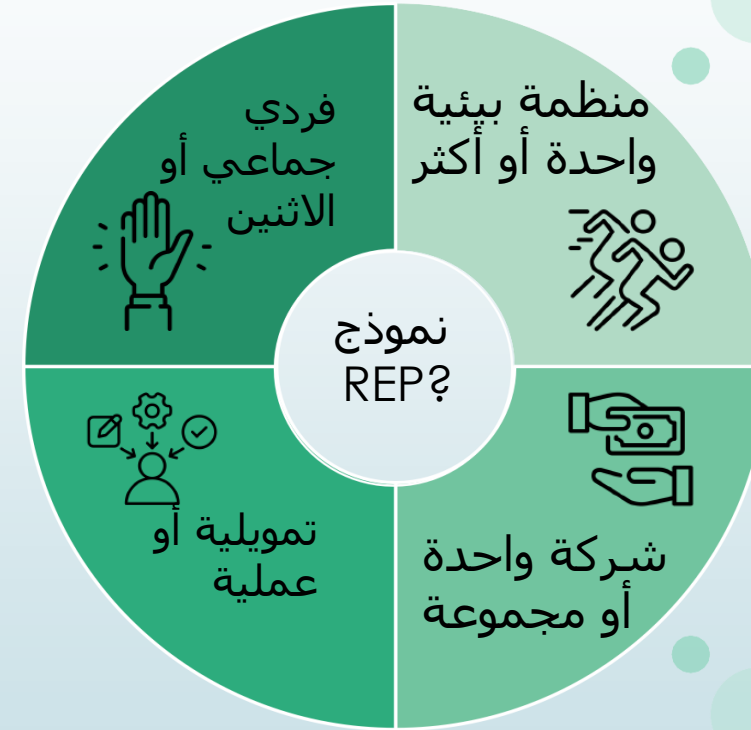 منظمة بيئية
واحدة أو أكثر
فردي
جماعي أو
الاثنين
نموذج
REP?
شركة واحدة
أو مجموعة
تمويلية أو
عملية